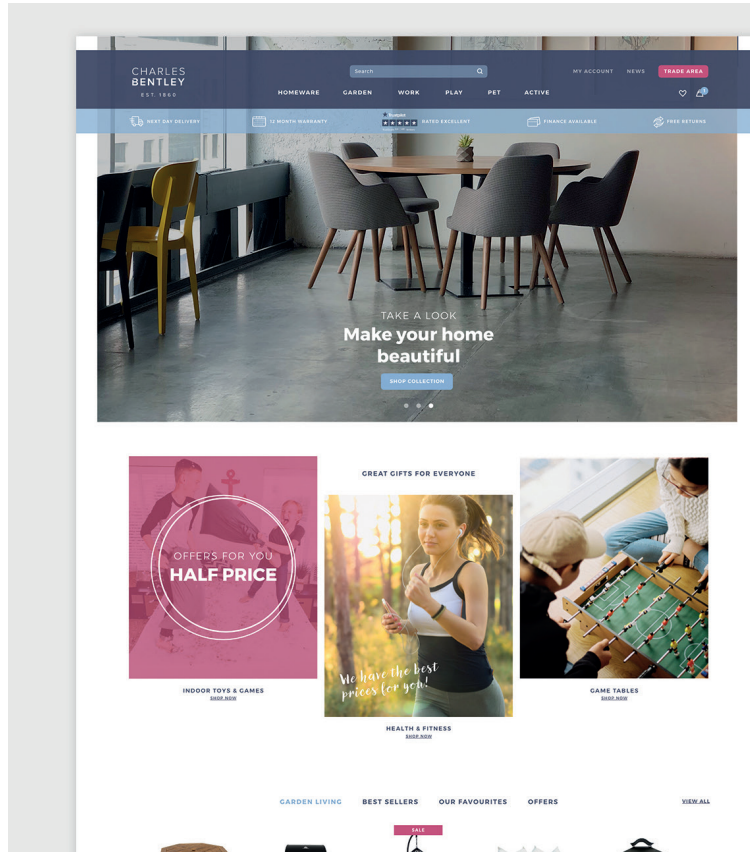 CHARLES
BENTLEY
EST. 1860
Search
MY ACCOUNT NEWS TRADE AREA
HOMEWARE GARDEN WORK PLAY PET ACTIVE
1
NEXT DAY DELIVERY
12 MONTH WARRANTY
Trustpilot
RATED EXCELLENT
FINANCE AVAILABLE
FREE RETURNS
TAKE A LOOK
Make your home
beautiful
SHOP COLLECTION
GREAT GIFTS FOR EVERYONE
OFFERS FOR YOU
HALF PRICE
We have the best
prices for you!
INDOOR TOYS & GAMES
SHOP NOW
GAME TABLES
SHOP NOW
HEALTH & FITNESS
SHOP NOW
GARDEN LIVING BEST SELLERS OUR FAVOURITES OFFERS VIEW ALL
SALE